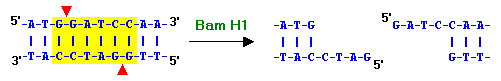 5' -A-T-G-G-A-T-C-C-A-A- 3'
3' -T-A-C-C-T-A-G-G-T-T- 5'
Bam H1
-A-T-G
-T-A-C-C-T-A-G 5'
5' G-A-T-C-C-A-A-
G-T-T-